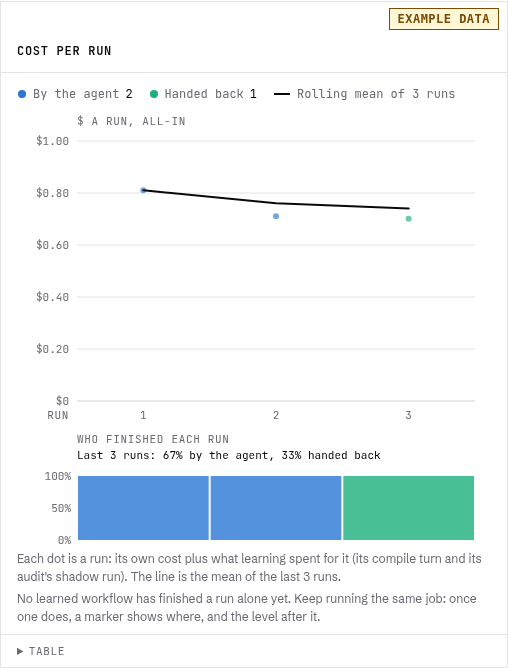 EXAMPLE DATA
COST PER RUN
By the agent 2 Handed back 1 Rolling mean of 3 runs
$ A RUN, ALL-IN
$1.00
$0.80
$0.60
$0.40
$0.20
$0
RUN 1 2 3
WHO FINISHED EACH RUN
Last 3 runs: 67% by the agent, 33% handed back
100%
50%
0%
Each dot is a run: its own cost plus what learning spent for it (its compile turn and its
audit's shadow run). The line is the mean of the last 3 runs.
No learned workflow has finished a run alone yet. Keep running the same job: once
one does, a marker shows where, and the level after it.
TABLE